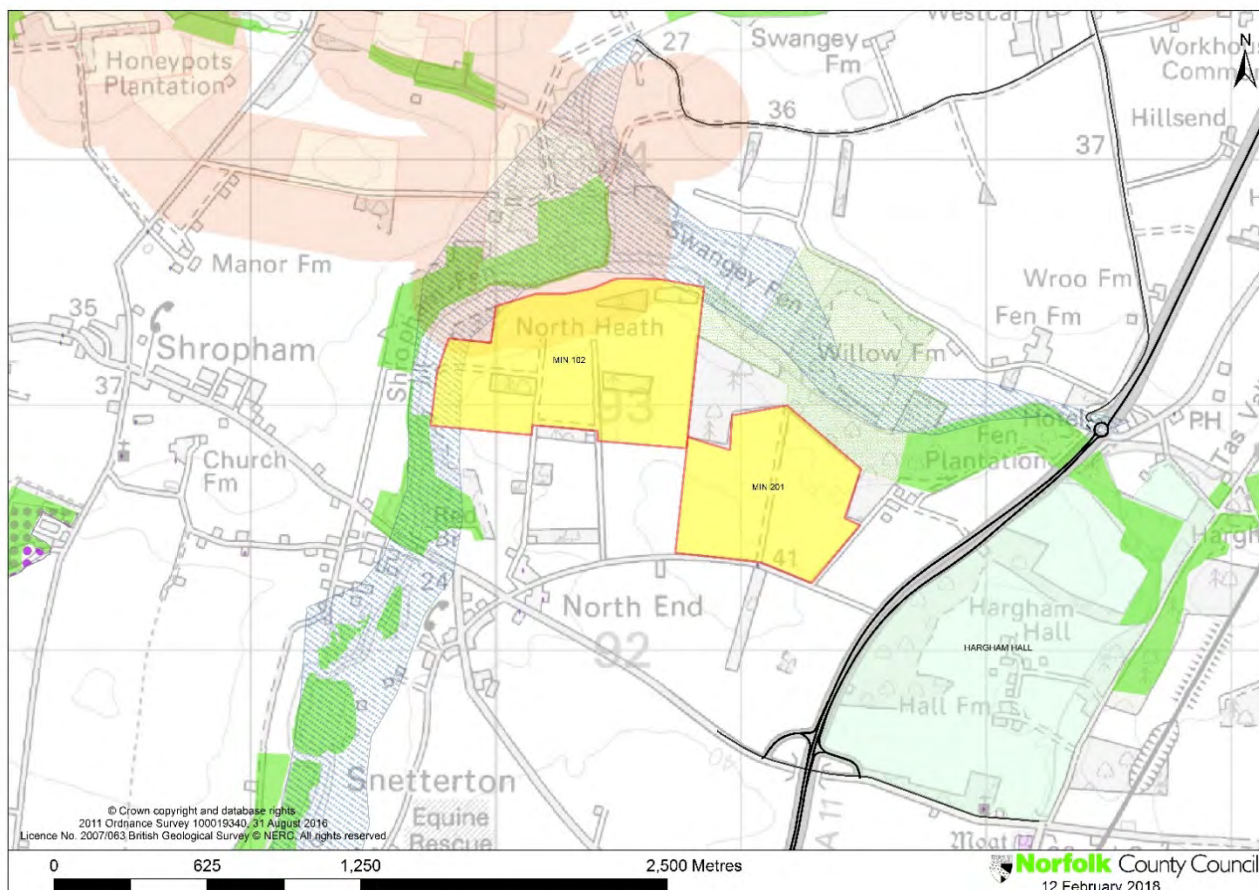 27
Swangey
Fm
Westcar
N
Honeypots
Plantation
36
37
Hillsend
Swangey Fen
Manor Fm
Wroo Fm
Fen Fm
35
Shropham
37
North Heath
MIN 102
93
Willow Fm
PH
Fen
Plantation
Church
Fm
MIN 201
41
24
North End
92
Hargham
Hall
HARGHAM HALL
Hall Fm
Snetterton
40
A 11
Equine
Rescue
Moat
© Crown copyright and database rights
2011 Ordnance Survey 100019340, 31 August 2016
Licence No. 2007/063 British Geological Survey © NERC. All rights reserved
0 625 1,250 2,500 Metres
Norfolk County Council
12 February 2018